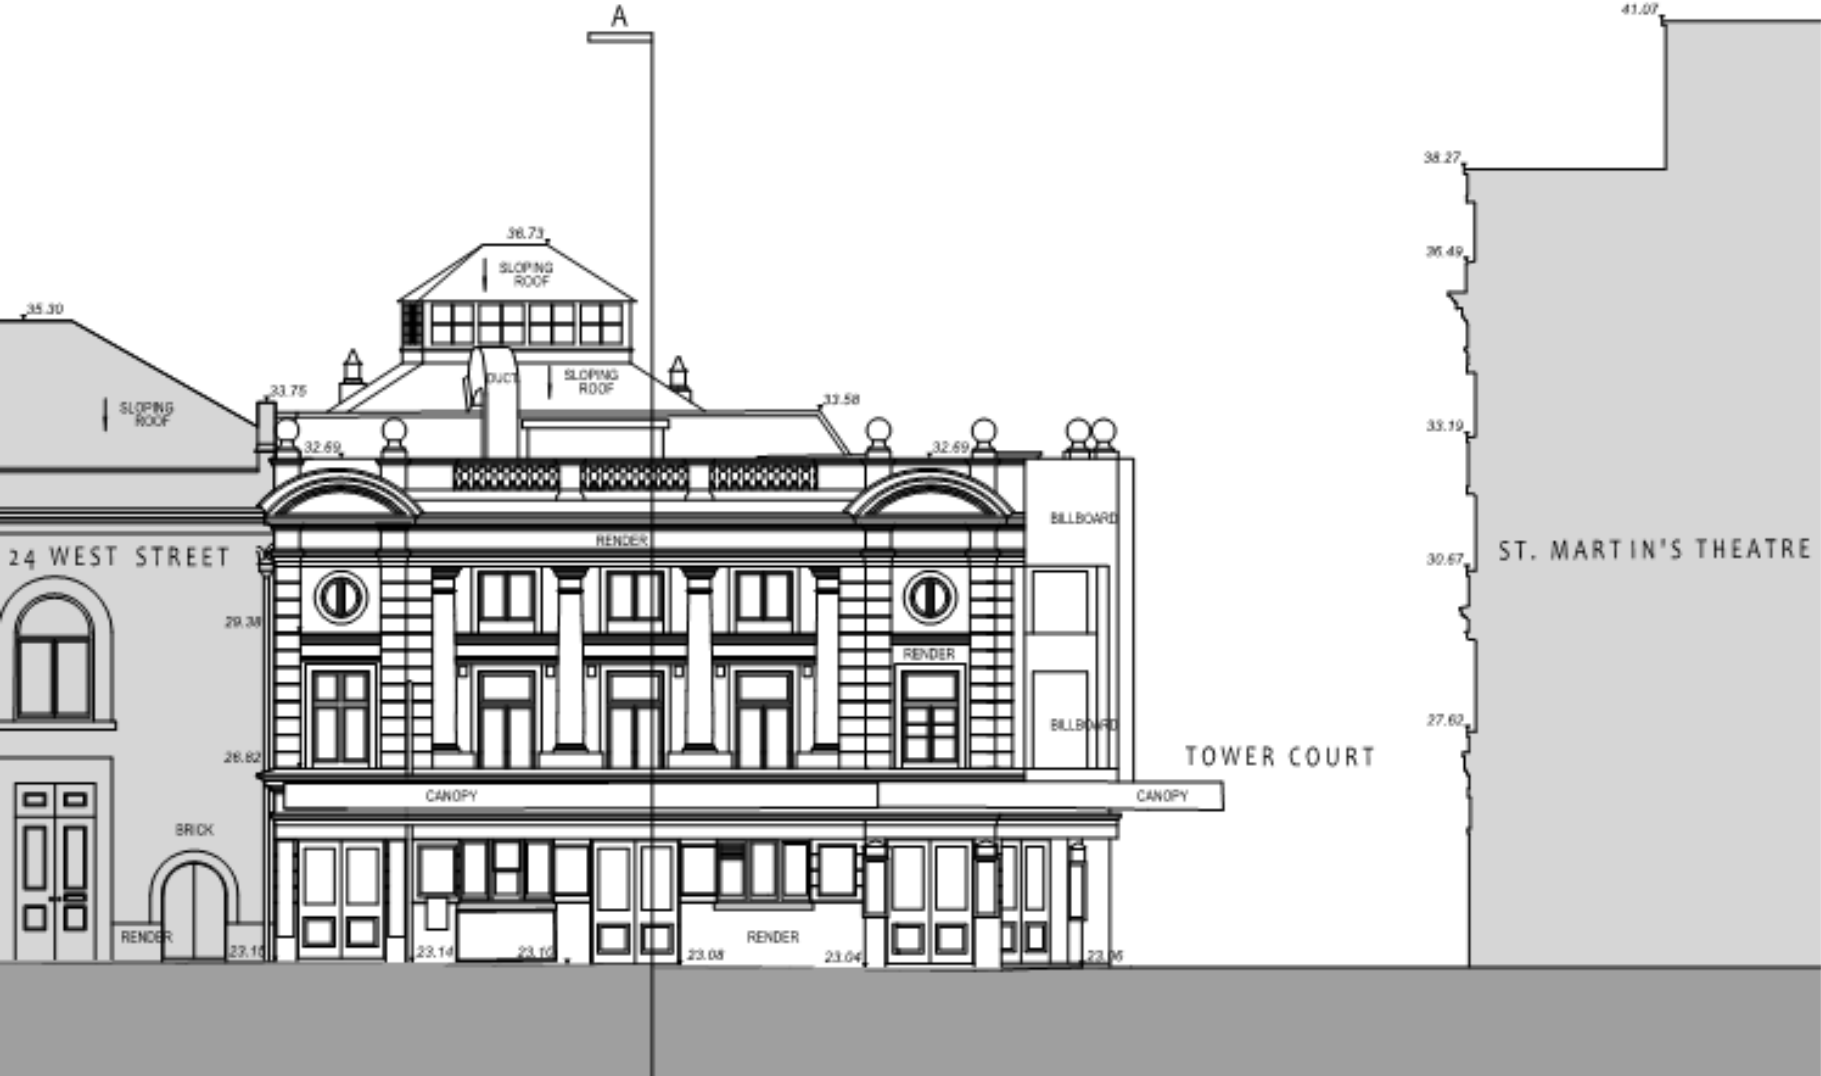 A
41.07
38.27
36.73
SLOPING
ROOF
36.49
35.30
SLOPING
ROOF
DUCT
SLOPING
ROOF
33.75
33.58
32.69
32.69
33.19
BILLBOARD
RENDER
24 WEST STREET
ST. MARTIN'S THEATRE
30.67
29.38
RENDER
27.62
BILLBOARD
26.62
TOWER COURT
CANOPY
CANOPY
BRICK
RENDER
RENDER
23.14
23.10
23.08
23.04